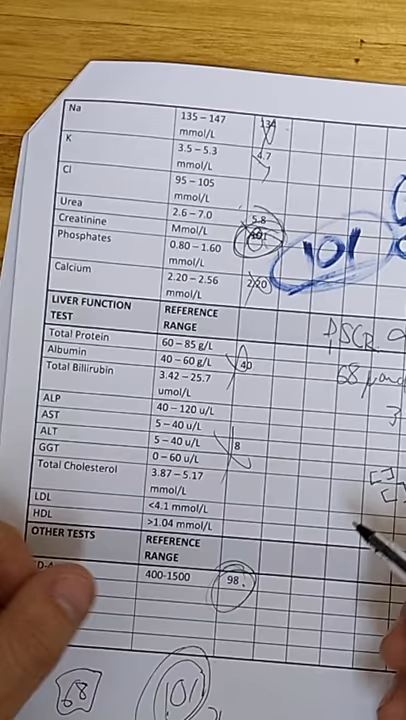 Na 135 – 147 mmol/L 134
K 3.5 – 5.3 mmol/L 4.7
Cl 95 – 105 mmol/L
Urea 2.6 – 7.0 Mmol/L 5.8
Creatinine 101
Phosphates 0.80 – 1.60 mmol/L
Calcium 2.20 – 2.56 mmol/L 2.20
101
LIVER FUNCTION TEST REFERENCE RANGE
Total Protein 60 – 85 g/L
Albumin 40 – 60 g/L 40
Total Billirubin 3.42 – 25.7 umol/L
68
3
ALP 40 – 120 u/L
AST 5 – 40 u/L
ALT 5 – 40 u/L 8
GGT 0 – 60 u/L
Total Cholesterol 3.87 – 5.17 mmol/L
LDL <4.1 mmol/L
HDL >1.04 mmol/L
OTHER TESTS REFERENCE RANGE
400-1500 98
68
101